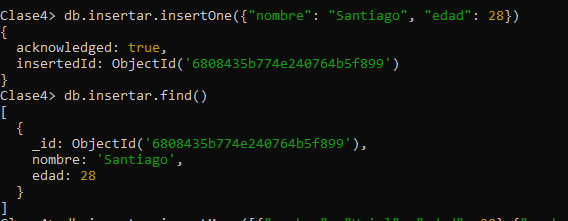 Clase4> db.insertar.insertOne({"nombre": "Santiago", "edad": 28})
{
  acknowledged: true,
  insertedId: ObjectId('6808435b774e240764b5f899')
}
Clase4> db.insertar.find()
[
  {
    _id: ObjectId('6808435b774e240764b5f899'),
    nombre: 'Santiago',
    edad: 28
  }
]